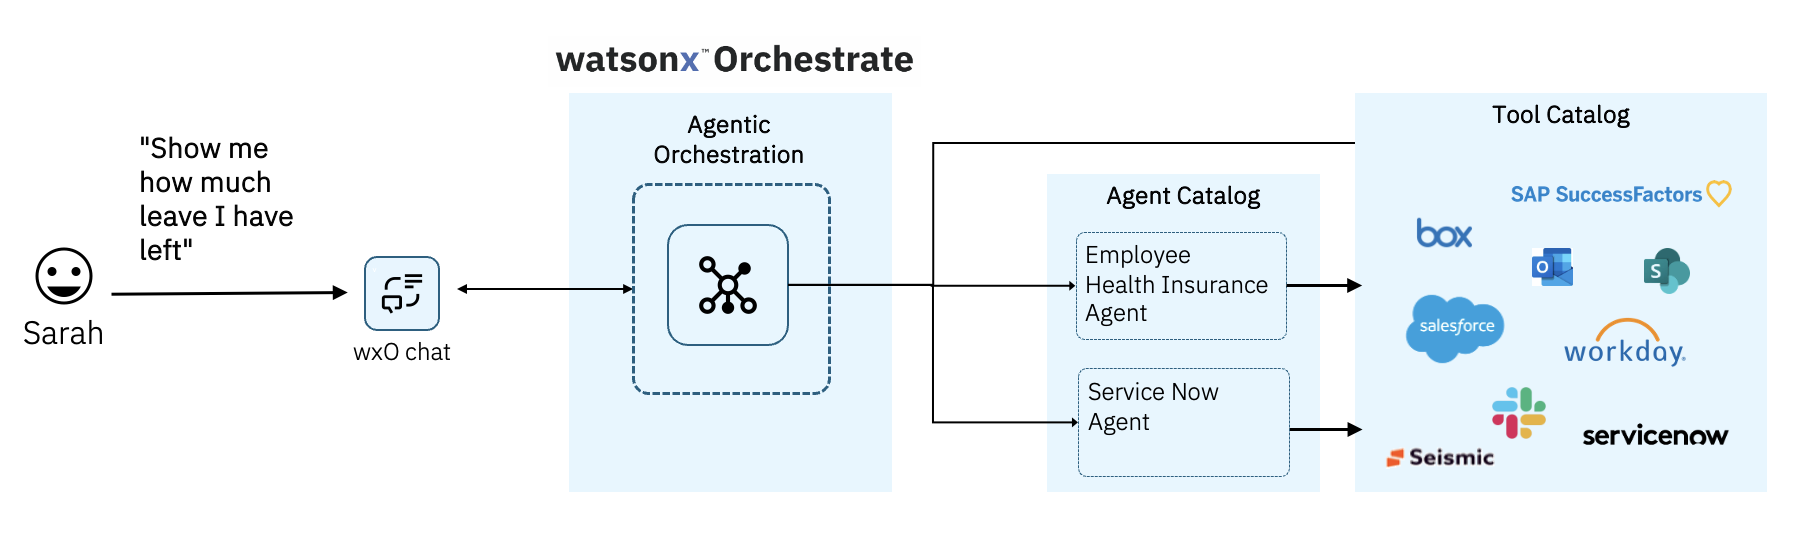 watsonx™ Orchestrate
"Show me
how much
leave I have
left"
Sarah
wxO chat
Agentic
Orchestration
Agent Catalog
Employee
Health Insurance
Agent
Service Now
Agent
Tool Catalog
SAP SuccessFactors
box
O
S
salesforce
workday.
servicenow
Seismic